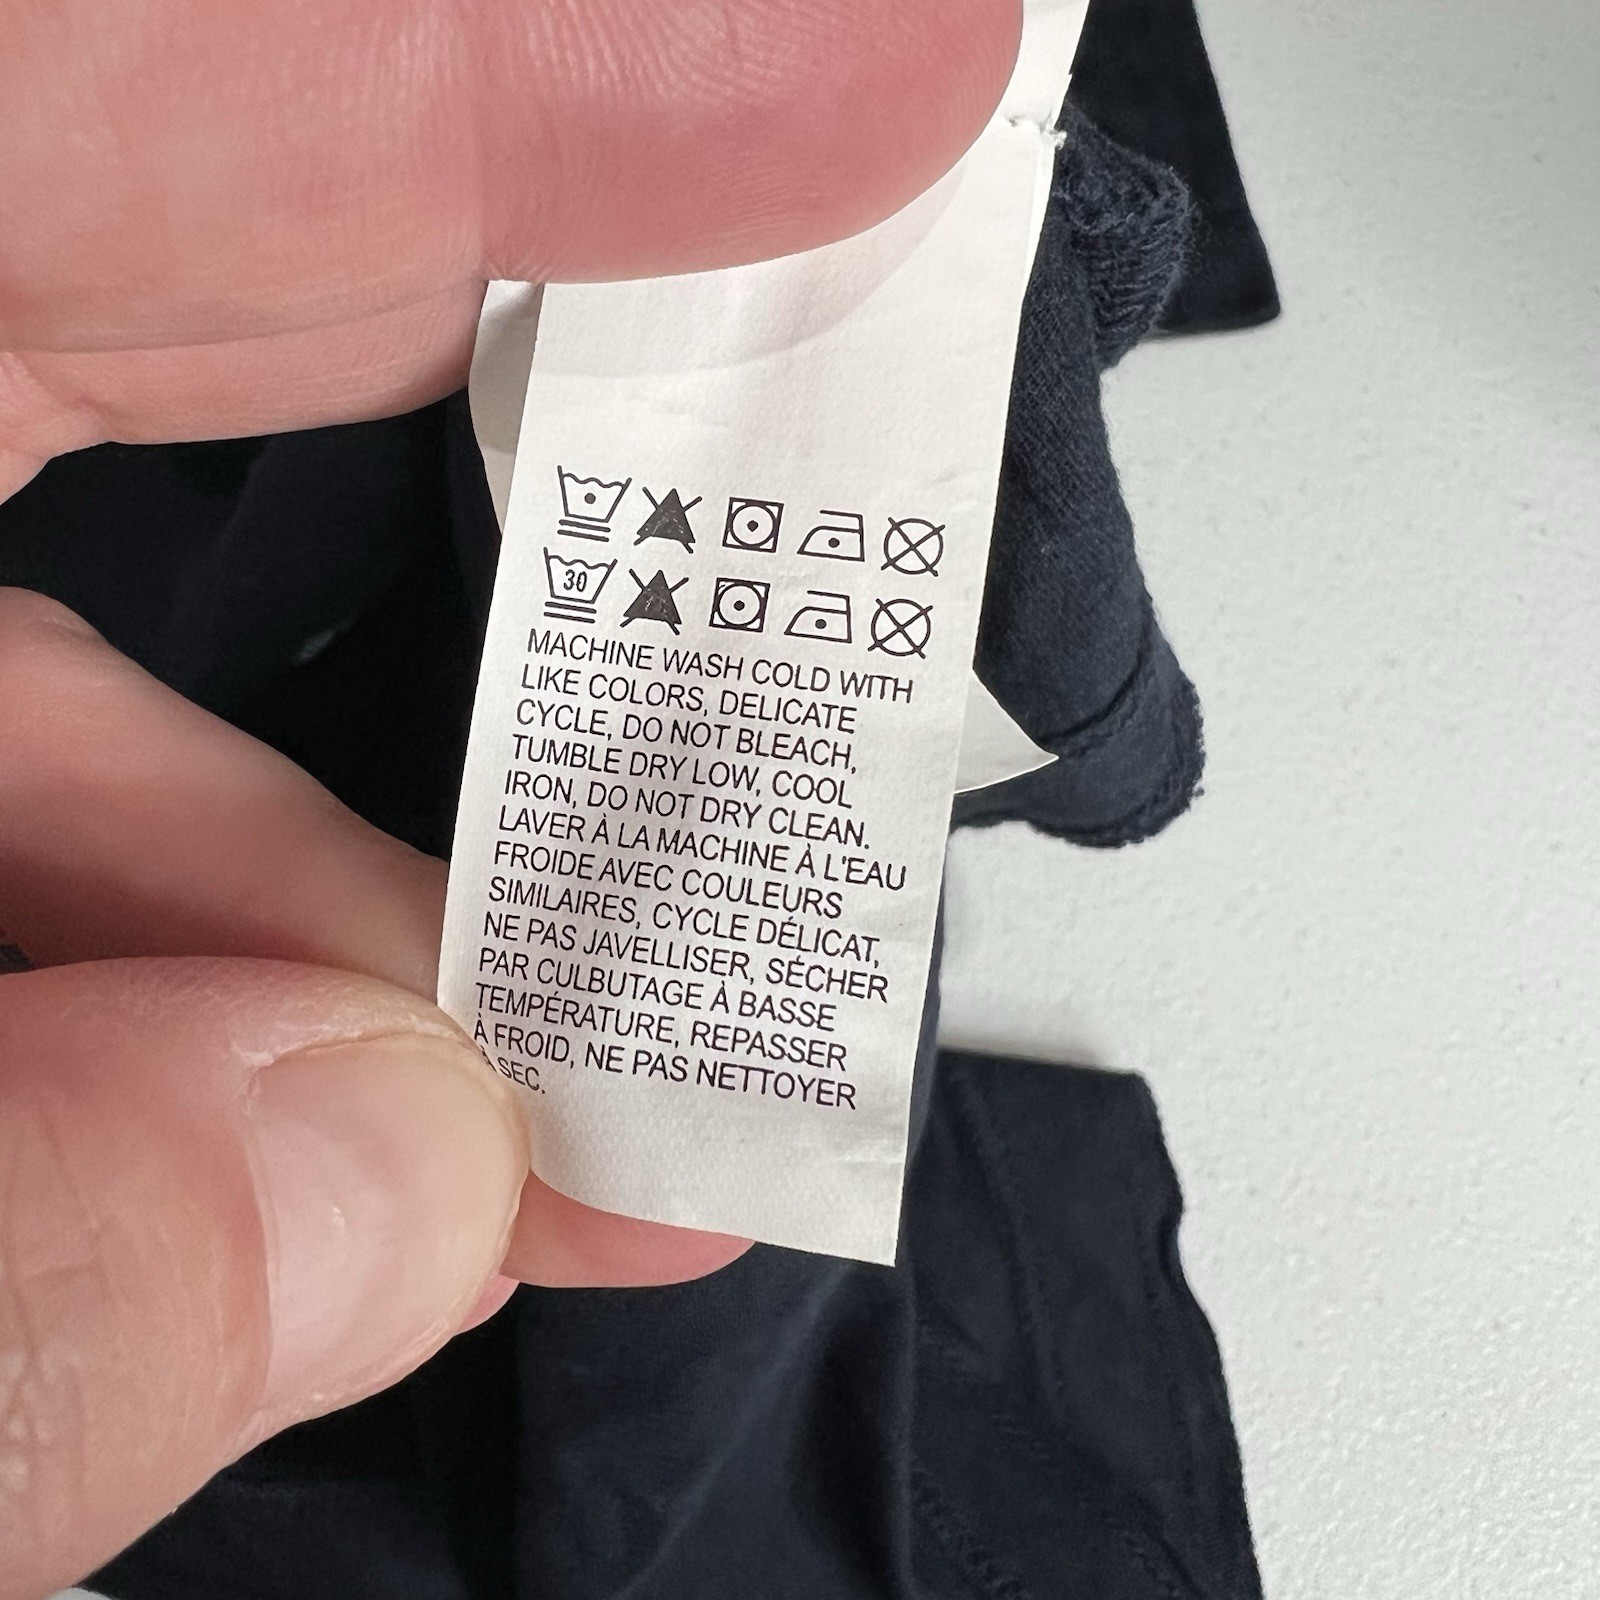 30
MACHINE WASH COLD WITH
LIKE COLORS, DELICATE
CYCLE, DO NOT BLEACH,
TUMBLE DRY LOW, COOL
IRON, DO NOT DRY CLEAN.
LAVER À LA MACHINE À L'EAU
FROIDE AVEC COULEURS
SIMILAIRES, CYCLE DÉLICAT,
NE PAS JAVELLISER, SÉCHER
PAR CULBUTAGE À BASSE
TEMPÉRATURE, REPASSER
À FROID, NE PAS NETTOYER
À SEC.